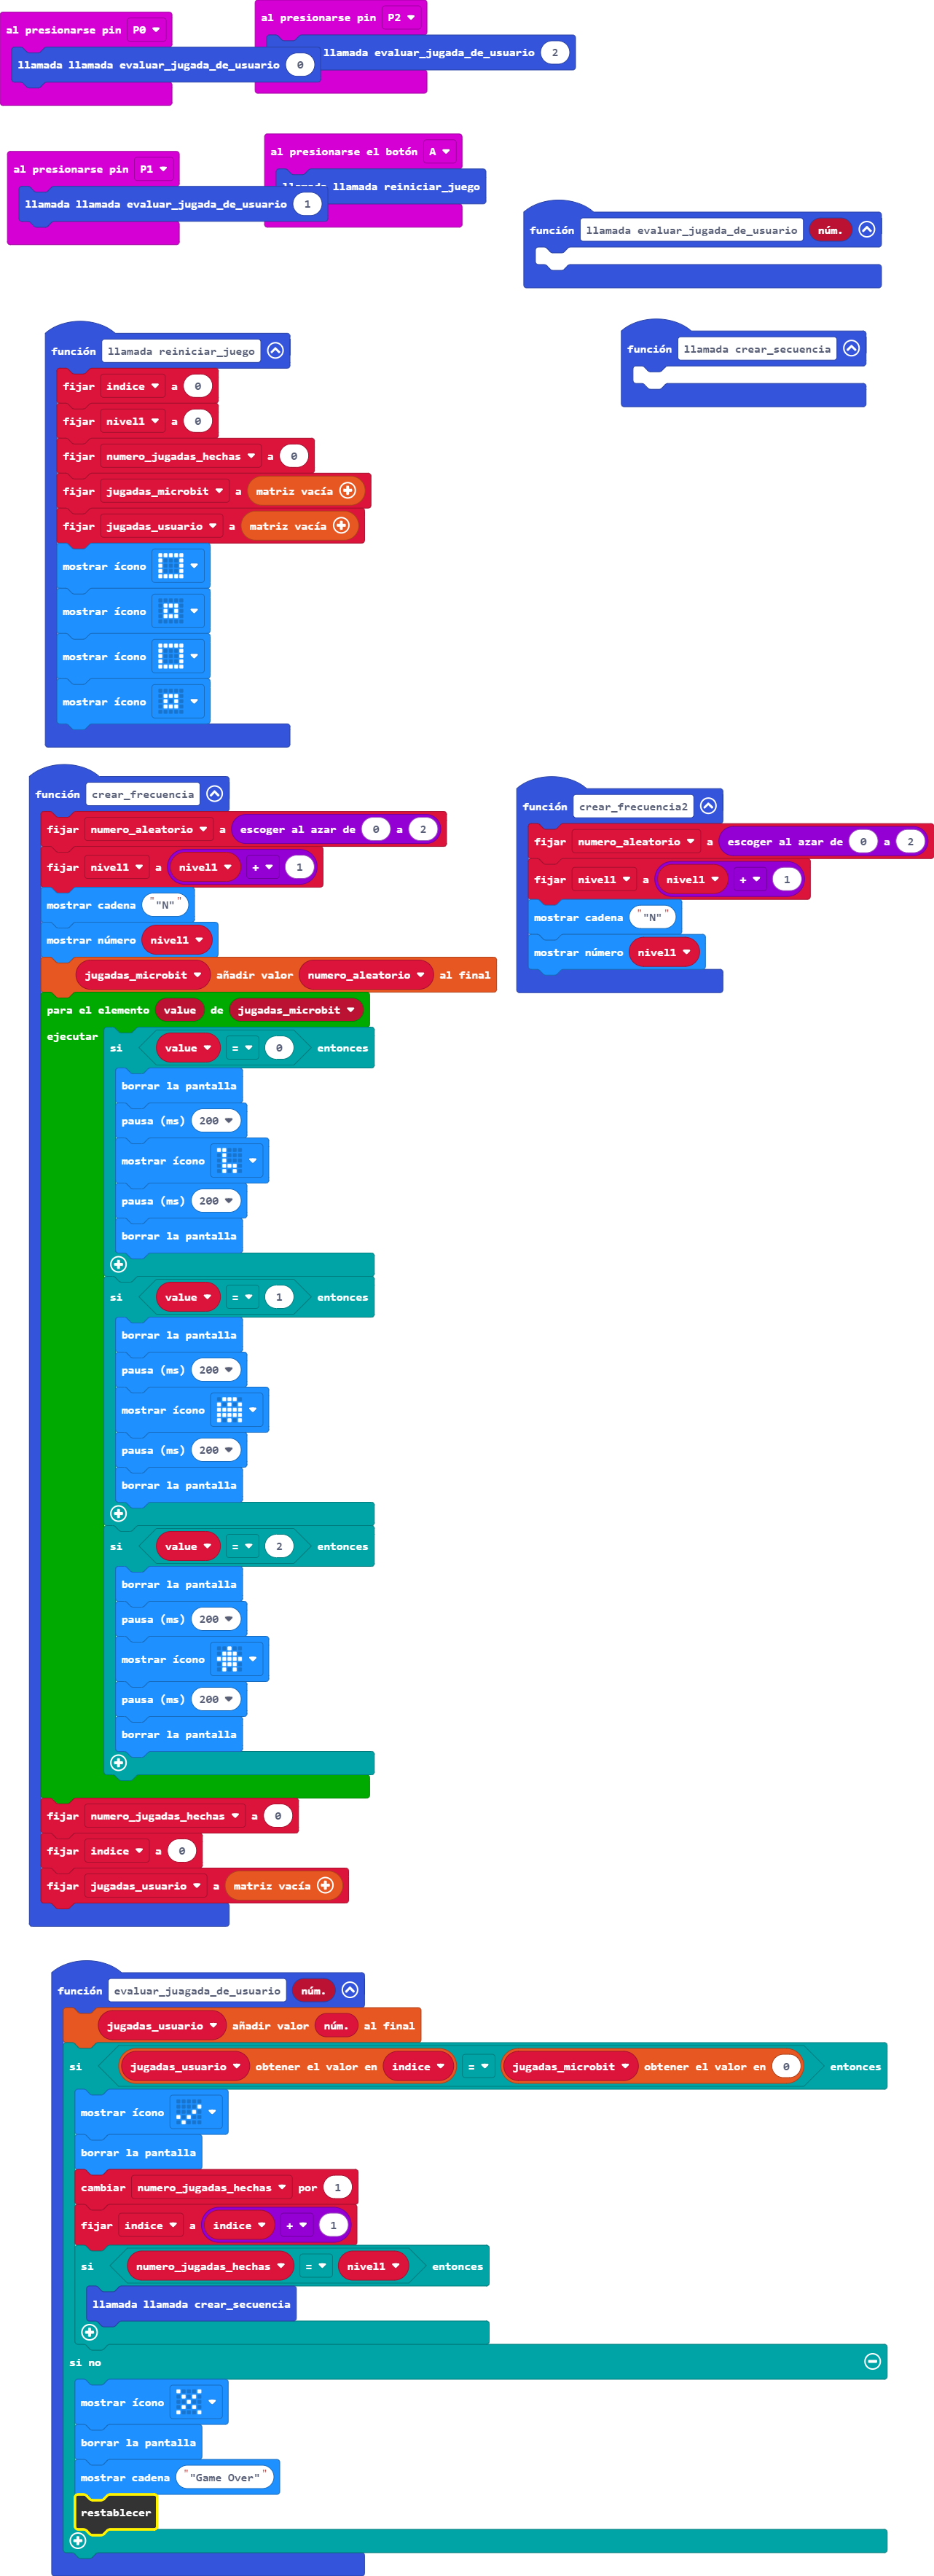 al presionarse pin P0
llamada llamada evaluar_jugada_de_usuario 0
al presionarse pin P2
llamada evaluar_jugada_de_usuario 2
al presionarse pin P1
llamada llamada evaluar_jugada_de_usuario 1
al presionarse el botón A
llamada llamada reiniciar_juego
función llamada evaluar_jugada_de_usuario núm.
función llamada crear_secuencia
función llamada reiniciar_juego
fijar indice a 0
fijar nivel1 a 0
fijar numero_jugadas_hechas a 0
fijar jugadas_microbit a matriz vacía
fijar jugadas_usuario a matriz vacía
mostrar ícono
mostrar ícono
mostrar ícono
mostrar ícono
función crear_frecuencia
fijar numero_aleatorio a escoger al azar de 0 a 2
fijar nivel1 a nivel1 + 1
mostrar cadena ""N""
mostrar número nivel1
jugadas_microbit añadir valor numero_aleatorio al final
para el elemento value de jugadas_microbit
ejecutar
si value = 0 entonces
borrar la pantalla
pausa (ms) 200
mostrar ícono
pausa (ms) 200
borrar la pantalla
si value = 1 entonces
borrar la pantalla
pausa (ms) 200
mostrar ícono
pausa (ms) 200
borrar la pantalla
si value = 2 entonces
borrar la pantalla
pausa (ms) 200
mostrar ícono
pausa (ms) 200
borrar la pantalla
fijar numero_jugadas_hechas a 0
fijar indice a 0
fijar jugadas_usuario a matriz vacía
función crear_frecuencia2
fijar numero_aleatorio a escoger al azar de 0 a 2
fijar nivel1 a nivel1 + 1
mostrar cadena ""N""
mostrar número nivel1
función evaluar_juagada_de_usuario núm.
jugadas_usuario añadir valor núm. al final
si jugadas_usuario obtener el valor en indice = jugadas_microbit obtener el valor en 0 entonces
mostrar ícono
borrar la pantalla
cambiar numero_jugadas_hechas por 1
fijar indice a indice + 1
si numero_jugadas_hechas = nivel1 entonces
llamada llamada crear_secuencia
si no
mostrar ícono
borrar la pantalla
mostrar cadena ""Game Over""
restablecer